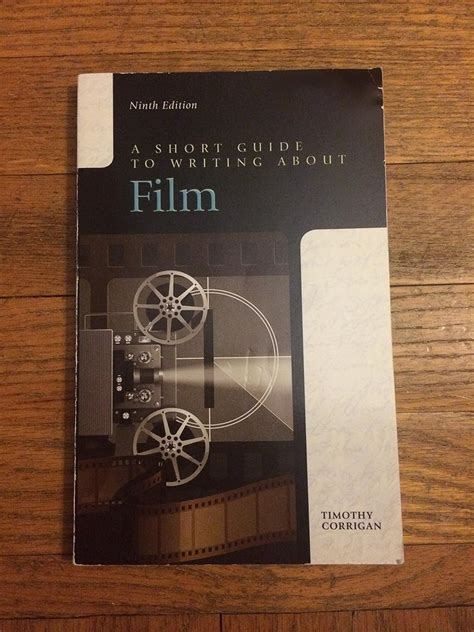 Ninth Edition
A SHORT GUIDE
TO WRITING ABOUT
Film
TIMOTHY
CORRIGAN